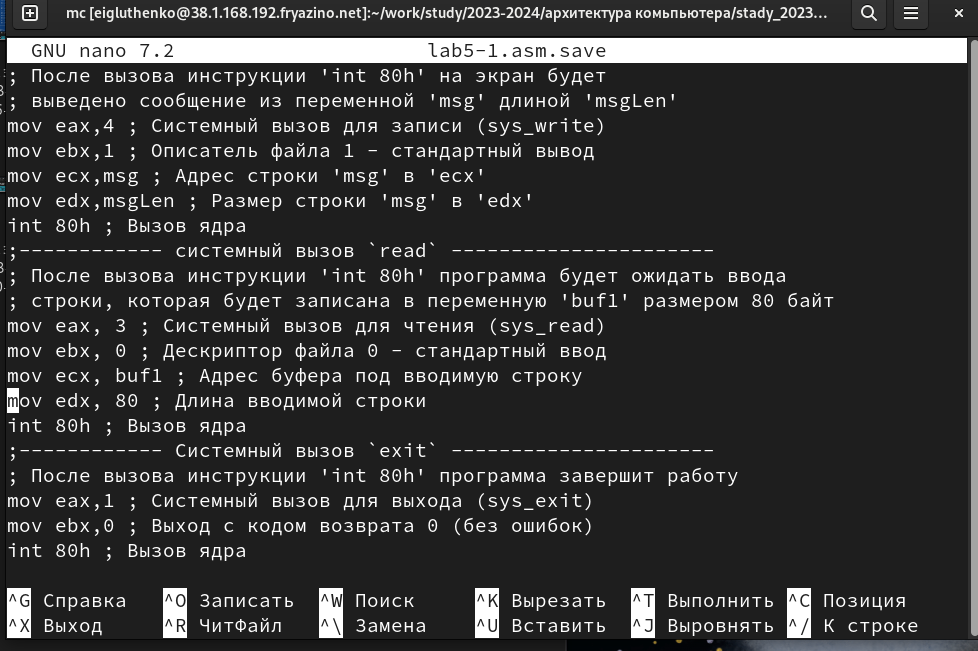 mc [eigluthenko@38.1.168.192.fryazino.net]:~/work/study/2023-2024/архитектура комьпьютера/stady_2023...
GNU nano 7.2 lab5-1.asm.save
; После вызова инструкции 'int 80h' на экран будет
; выведено сообщение из переменной 'msg' длиной 'msgLen'
mov eax,4 ; Системный вызов для записи (sys_write)
mov ebx,1 ; Описатель файла 1 - стандартный вывод
mov ecx,msg ; Адрес строки 'msg' в 'ecx'
mov edx,msgLen ; Размер строки 'msg' в 'edx'
int 80h ; Вызов ядра
;------------ системный вызов `read` ----------------------
; После вызова инструкции 'int 80h' программа будет ожидать ввода
; строки, которая будет записана в переменную 'buf1' размером 80 байт
mov eax, 3 ; Системный вызов для чтения (sys_read)
mov ebx, 0 ; Дескриптор файла 0 - стандартный ввод
mov ecx, buf1 ; Адрес буфера под вводимую строку
mov edx, 80 ; Длина вводимой строки
int 80h ; Вызов ядра
;------------ Системный вызов `exit` ----------------------
; После вызова инструкции 'int 80h' программа завершит работу
mov eax,1 ; Системный вызов для выхода (sys_exit)
mov ebx,0 ; Выход с кодом возврата 0 (без ошибок)
int 80h ; Вызов ядра
^G Справка ^O Записать ^W Поиск ^K Вырезать ^T Выполнить ^C Позиция
^X Выход ^R ЧитФайл ^\ Замена ^U Вставить ^J Выровнять ^/ К строке